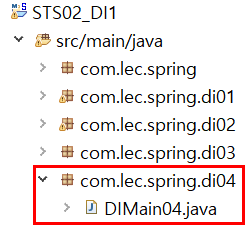 STS02_DI1
src/main/java
com.lec.spring
com.lec.spring.di01
com.lec.spring.di02
com.lec.spring.di03
com.lec.spring.di04
DIMain04.java